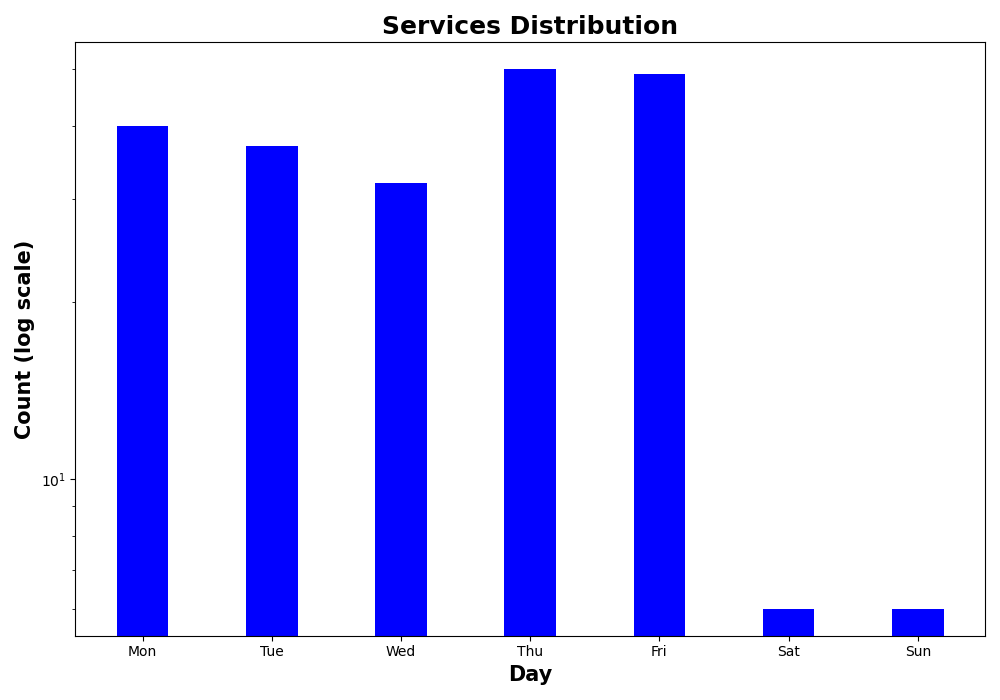 Services Distribution
Count (log scale)
10¹
Mon Tue Wed Thu Fri Sat Sun
Day